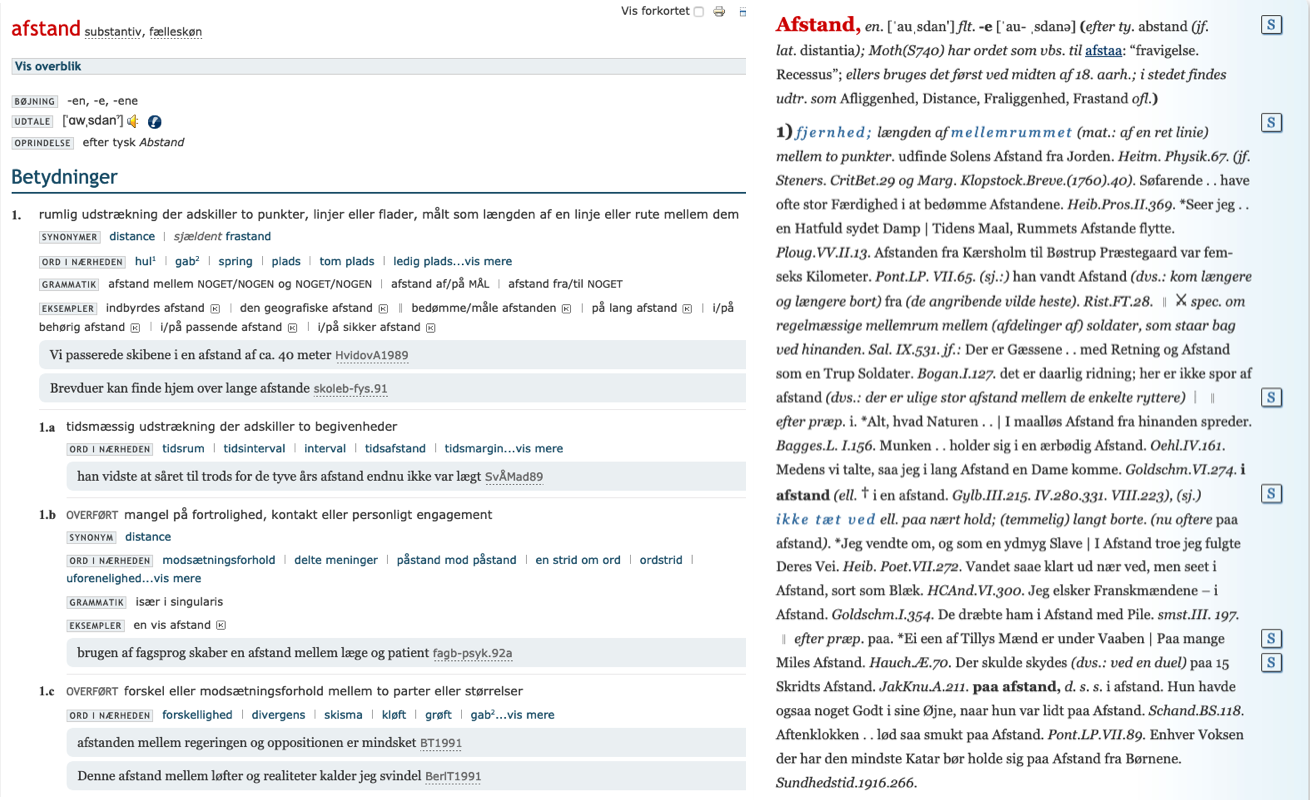 Vis forkortet
afstand substantiv, fælleskøn
Vis overblik
BØJNING -en, -e, -ene
UDTALE [ˈɑwˌsdanˀ]
OPRINDELSE efter tysk Abstand
Betydninger
1. rumlig udstrækning der adskiller to punkter, linjer eller flader, målt som længden af en linje eller rute mellem dem
SYNONYMER distance | sjældent frastand
ORD I NÆRHEDEN hul¹ | gab² | spring | plads | tom plads | ledig plads...vis mere
GRAMMATIK afstand mellem NOGET/NOGEN og NOGET/NOGEN | afstand af/på MÅL | afstand fra/til NOGET
EKSEMPLER indbyrdes afstand K | den geografiske afstand K || bedømme/måle afstanden K | på lang afstand K | i/på
behørig afstand K | i/på passende afstand K | i/på sikker afstand K
Vi passerede skibene i en afstand af ca. 40 meter HvidovA1989
Brevduer kan finde hjem over lange afstande skoleb-fys.91
1.a tidsmæssig udstrækning der adskiller to begivenheder
ORD I NÆRHEDEN tidsrum | tidsinterval | interval | tidsafstand | tidsmargin...vis mere
han vidste at såret til trods for de tyve års afstand endnu ikke var lægt SvÅMad89
1.b OVERFØRT mangel på fortrolighed, kontakt eller personligt engagement
SYNONYM distance
ORD I NÆRHEDEN modsætningsforhold | delte meninger | påstand mod påstand | en strid om ord | ordstrid |
uforenelighed...vis mere
GRAMMATIK især i singularis
EKSEMPLER en vis afstand K
brugen af fagsprog skaber en afstand mellem læge og patient fagb-psyk.92a
1.c OVERFØRT forskel eller modsætningsforhold mellem to parter eller størrelser
ORD I NÆRHEDEN forskellighed | divergens | skisma | kløft | grøft | gab²...vis mere
afstanden mellem regeringen og oppositionen er mindsket BT1991
Denne afstand mellem løfter og realiteter kalder jeg svindel BerlT1991
Afstand, en. [ˈauˌsdan'] flt. -e [ˈau- ˌsdanə] (efter ty. abstand (jf. S
lat. distantia); Moth(S740) har ordet som vbs. til afstaa: “fravigelse.
Recessus”; ellers bruges det først ved midten af 18. aarh.; i stedet findes
udtr. som Afliggenhed, Distance, Fraliggenhed, Frastand ofl.)
1) fjernhed; længden af mellemrummet (mat.: af en ret linie) S
mellem to punkter. udfinde Solens Afstand fra Jorden. Heitm. Physik.67. (jf.
Steners. CritBet.29 og Marg. Klopstock.Breve.(1760).40). Søfarende . . have
ofte stor Færdighed i at bedømme Afstandene. Heib.Pros.II.369. *Seer jeg . .
en Hatfuld sydet Damp | Tidens Maal, Rummets Afstande flytte.
Ploug.VV.II.13. Afstanden fra Kærsholm til Bøstrup Præstegaard var fem-
seks Kilometer. Pont.LP. VII.65. (sj.:) han vandt Afstand (dvs.: kom længere
og længere bort) fra (de angribende vilde heste). Rist.FT.28. || ⚔ spec. om
regelmæssige mellemrum mellem (afdelinger af) soldater, som staar bag
ved hinanden. Sal. IX.531. jf.: Der er Gæssene . . med Retning og Afstand
som en Trup Soldater. Bogan.I.127. det er daarlig ridning; her er ikke spor af
afstand (dvs.: der er ulige stor afstand mellem de enkelte ryttere) | || S
efter præp. i. *Alt, hvad Naturen . . | I maalløs Afstand fra hinanden spreder.
Bagges.L. I.156. Munken . . holder sig i en ærbødig Afstand. Oehl.IV.161.
Medens vi talte, saa jeg i lang Afstand en Dame komme. Goldschm.VI.274. i
afstand (ell. † i en afstand. Gylb.III.215. IV.280.331. VIII.223), (sj.) S
ikke tæt ved ell. paa nært hold; (temmelig) langt borte. (nu oftere paa
afstand). *Jeg vendte om, og som en ydmyg Slave | I Afstand troe jeg fulgte
Deres Vei. Heib. Poet.VII.272. Vandet saae klart ud nær ved, men seet i
Afstand, sort som Blæk. HCAnd.VI.300. Jeg elsker Franskmændene – i
Afstand. Goldschm.I.354. De dræbte ham i Afstand med Pile. smst.III. 197.
|| efter præp. paa. *Ei een af Tillys Mænd er under Vaaben | Paa mange S
Miles Afstand. Hauch.Æ.70. Der skulde skydes (dvs.: ved en duel) paa 15 S
Skridts Afstand. JakKnu.A.211. paa afstand, d. s. s. i afstand. Hun havde
ogsaa noget Godt i sine Øjne, naar hun var lidt paa Afstand. Schand.BS.118.
Aftenklokken . . lød saa smukt paa Afstand. Pont.LP.VII.89. Enhver Voksen
der har den mindste Katar bør holde sig paa Afstand fra Børnene.
Sundhedstid.1916.266.